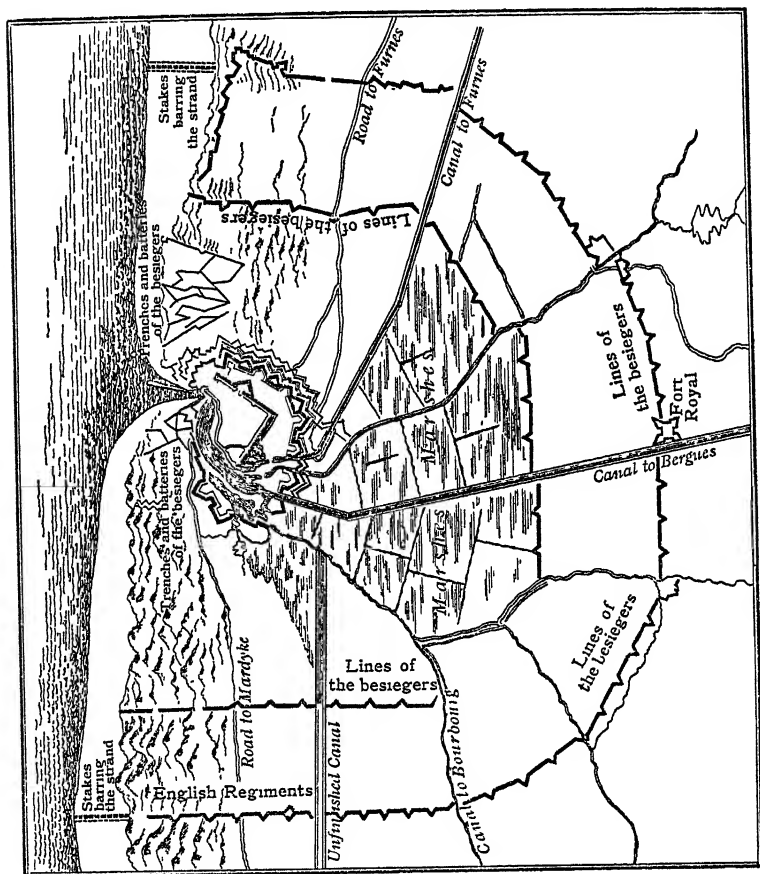 Stakes
barring
the strand
Road to Furnes
Canal to Furnes
Lines of the besiegers
Trenches and batteries
of the besiegers
Lines of
the besiegers
Fort
Royal
Marshes
Canal to Bergues
Trenches and batteries
of the besiegers
Marshes
Lines of
the besiegers
Lines of
the besiegers
Road to Mardyke
Stakes
barring
the strand
English Regiments
Unfinished Canal
Canal to Bourbourg